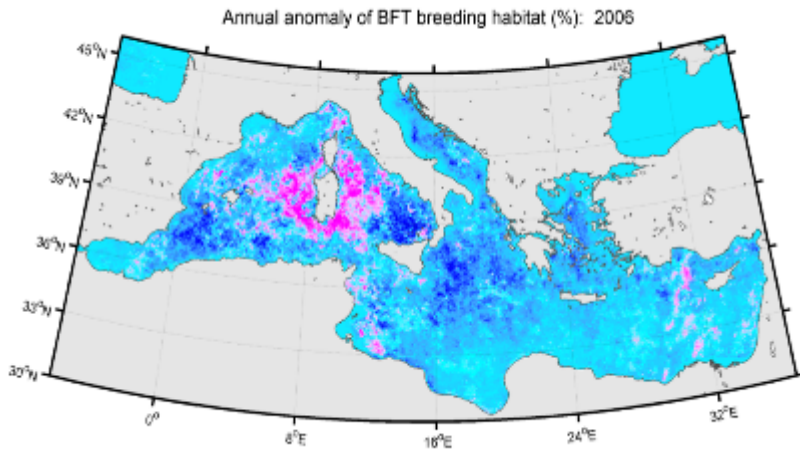 Annual anomaly of BFT breeding habitat (%): 2006
45°N
42°N
39°N
36°N
33°N
30°N
0°
8°E
16°E
24°E
32°E